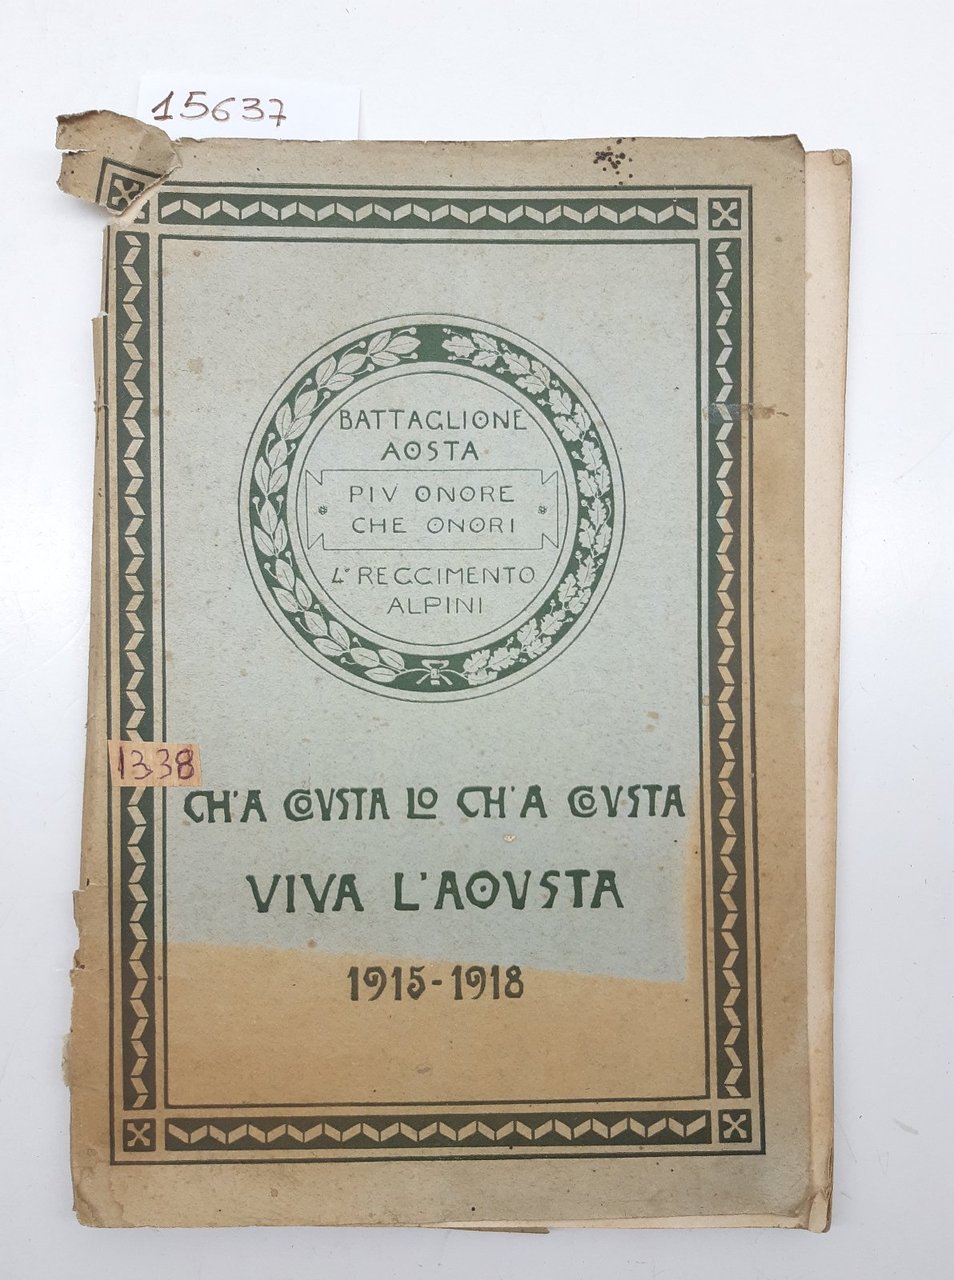 15637
BATTAGLIONE
AOSTA
PIV ONORE
CHE ONORI
4° REGGIMENTO
ALPINI
1338
CH'A COVSTA LO CH'A COVSTA
VIVA L'AOVSTA
1915-1918